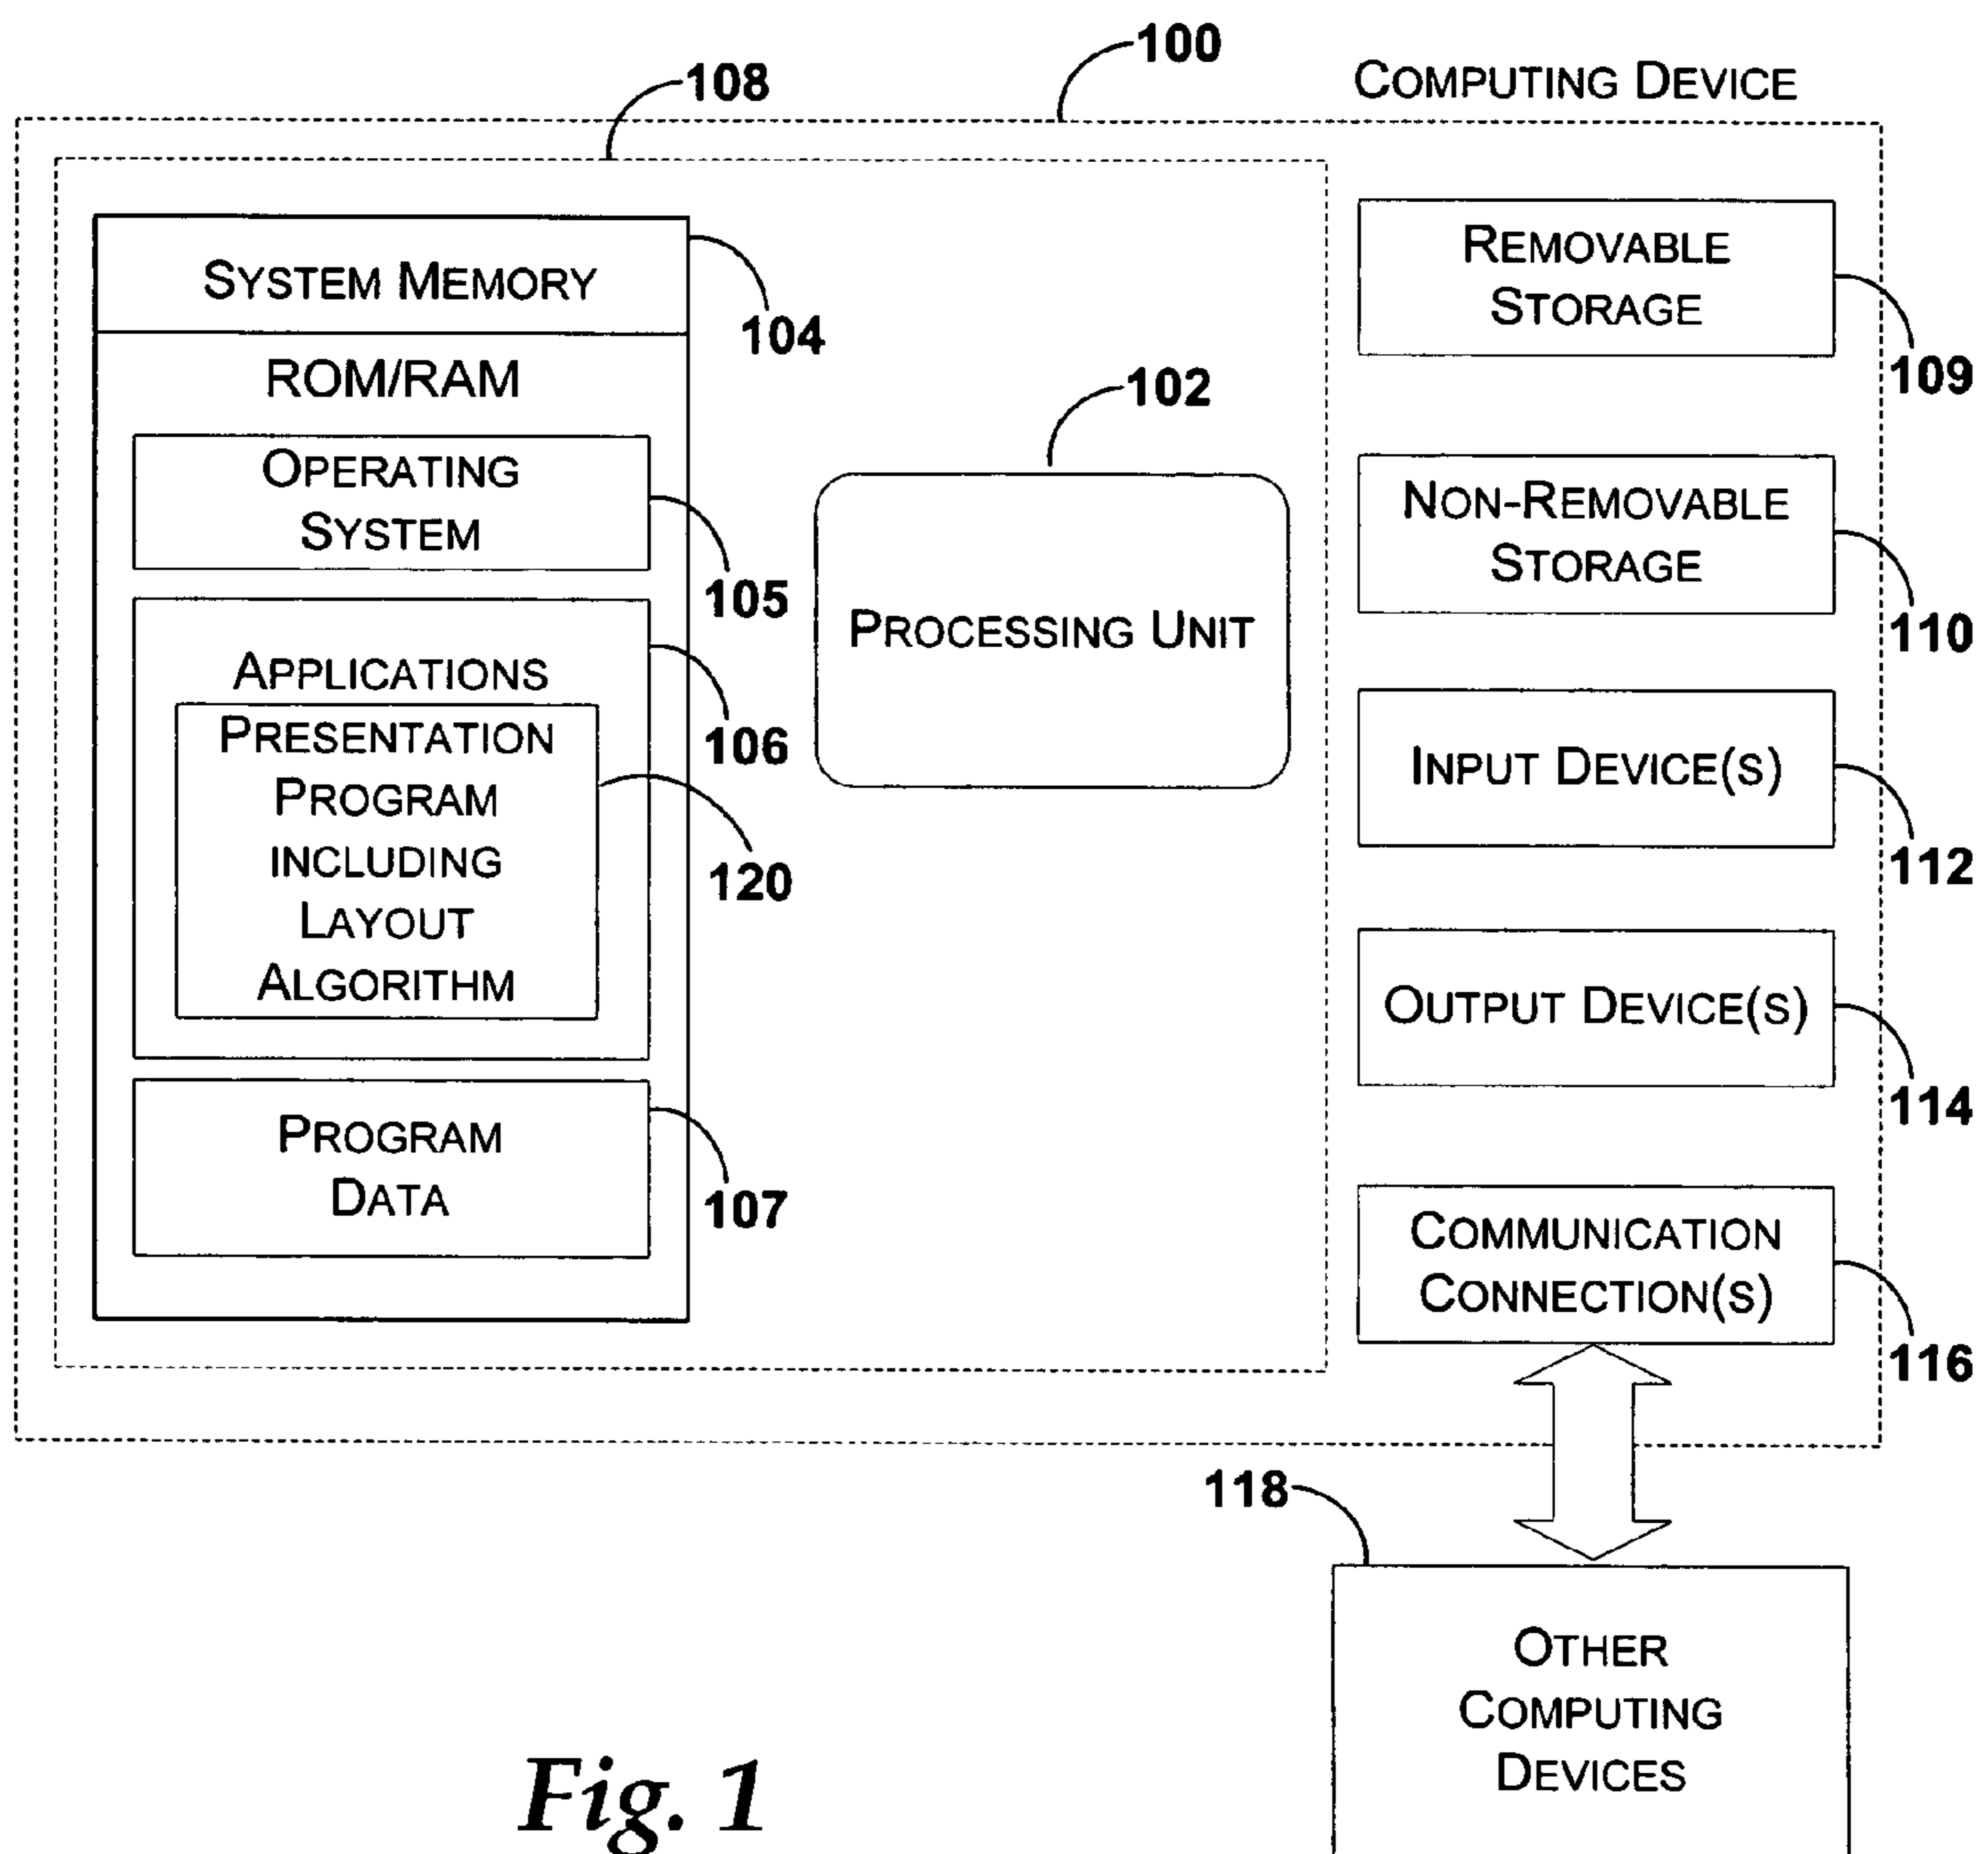 100
COMPUTING DEVICE
108
SYSTEM MEMORY
104
ROM/RAM
OPERATING
SYSTEM
105
APPLICATIONS
106
PRESENTATION
PROGRAM
INCLUDING
LAYOUT
ALGORITHM
120
PROGRAM
DATA
107
102
PROCESSING UNIT
REMOVABLE
STORAGE
109
NON-REMOVABLE
STORAGE
110
INPUT DEVICE(S)
112
OUTPUT DEVICE(S)
114
COMMUNICATION
CONNECTION(S)
116
118
OTHER
COMPUTING
DEVICES
Fig. 1